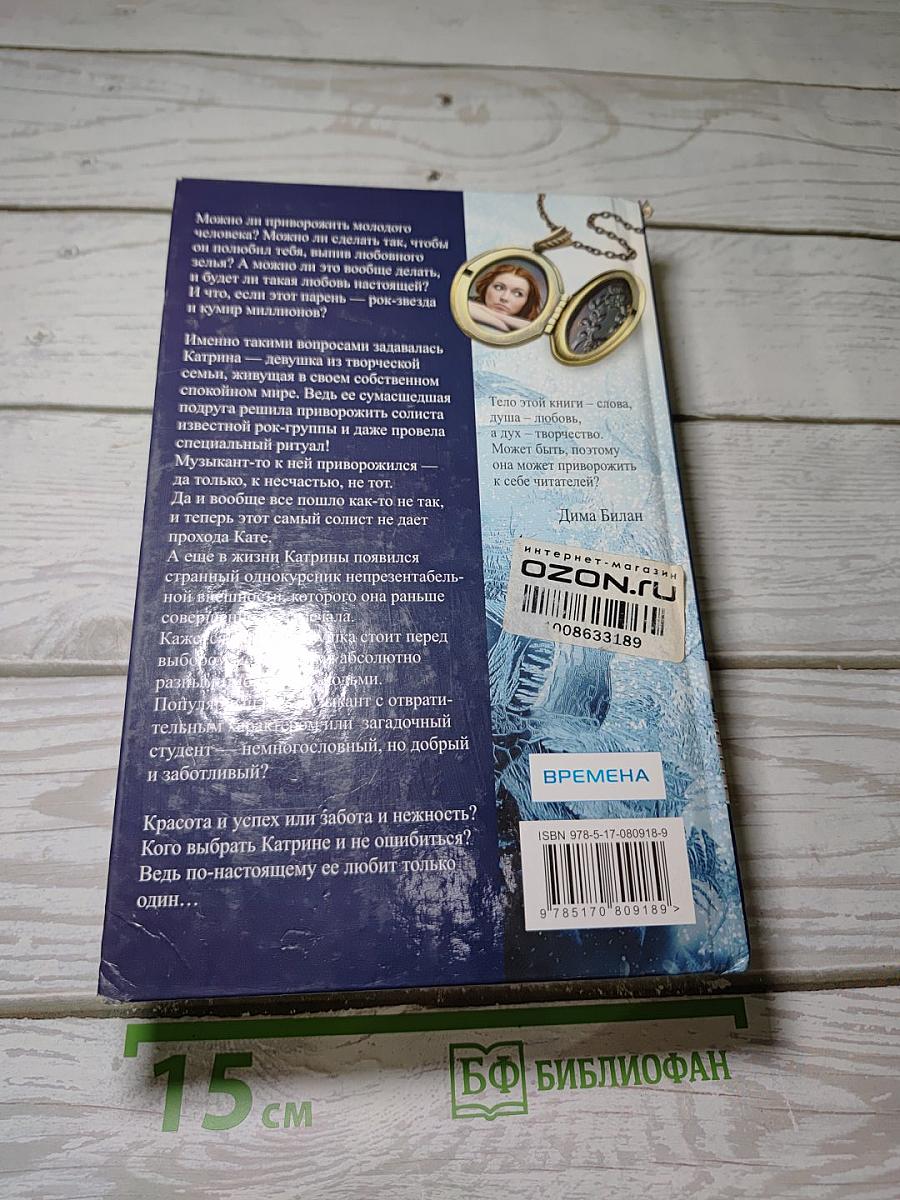 Можно ли приворожить молодого
человека? Можно ли сделать так, чтобы
он полюбил тебя, выпив любовного
зелья? А можно ли это вообще делать,
и будет ли такая любовь настоящей?
И что, если этот парень — рок-звезда
и кумир миллионов?
Именно такими вопросами задавалась
Катрина — девушка из творческой
семьи, живущая в своем собственном
спокойном мире. Ведь ее сумасшедшая
подруга решила приворожить солиста
известной рок-группы и даже провела
специальный ритуал!
Музыкант-то к ней приворожился —
да только, к несчастью, не тот.
Да и вообще все пошло как-то не так,
и теперь этот самый солист не дает
прохода Кате.
А еще в жизни Катрины появился
странный однокурсник непрезентабель-
ной внешности, которого она раньше
стоит перед
абсолютно
с отврати-
тельным характером или загадочный
студент — немногословный, но добрый
и заботливый?
Красота и успех или забота и нежность?
Кого выбрать Катрине и не ошибиться?
Ведь по-настоящему ее любит только
один...
Тело этой книги – слова,
душа – любовь,
а дух – творчество.
Может быть, поэтому
она может приворожить
к себе читателей?
Дима Билан
интернет-магазин
OZON.ru
1008633189
ВРЕМЕНА
ISBN 978-5-17-080918-9
9 785170 809189 >
15 см
БФ БИБЛИОФАН